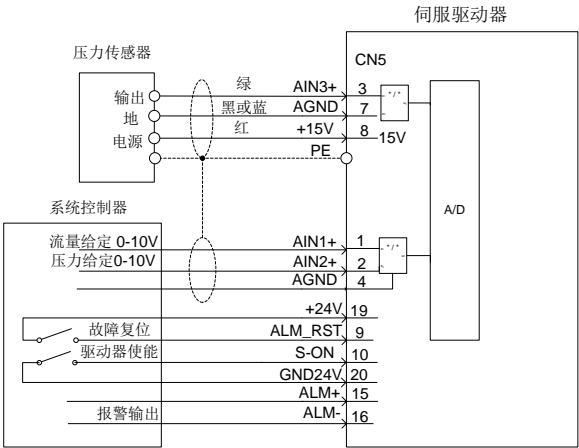 伺服驱动器
压力传感器
CN5
输出 绿 AIN3+ 3
地 黑或蓝 AGND 7
电源 红 +15V 8 15V
PE
A/D
系统控制器
流量给定 0-10V AIN1+ 1
压力给定0-10V AIN2+ 2
AGND 4
+24V 19
故障复位 ALM_RST 9
驱动器使能 S-ON 10
GND24V 20
ALM+ 15
报警输出 ALM- 16